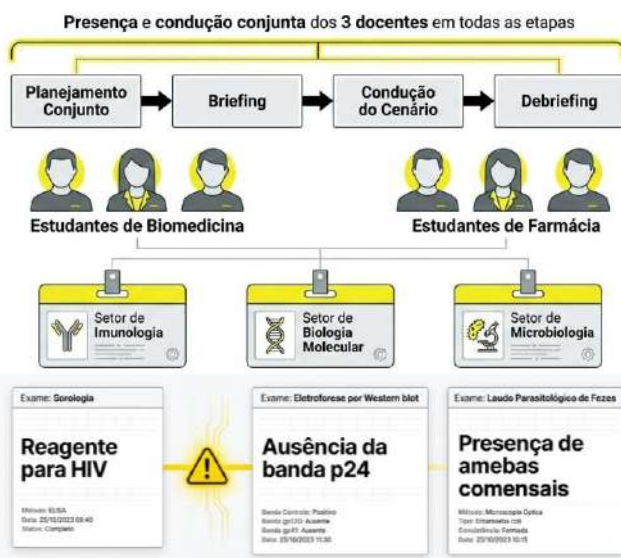 Presença e condução conjunta dos 3 docentes em todas as etapas
Planejamento
Conjunto
Briefing
Condução
do Cenário
Debriefing
Estudantes de Biomedicina
Estudantes de Farmácia
Setor de
Imunologia
Setor de
Biologia
Molecular
Setor de
Microbiologia
Exame: Sorologia
Reagente
para HIV
Método: ELISA
Data: 25/10/2023 09:40
Status: Completo
Exame: Eletroforese por Western blot
Ausência da
banda p24
Banda Controle: Positivo
Banda gp120: Ausente
Banda gp41: Ausente
Data: 25/10/2023 11:30
Exame: Laudo Parasitológico de Fezes
Presença de
amebas
comensais
Método: Microscopia Óptica
Tipo: Entamoeba coli
Consistência: Formada
Data: 25/10/2023 10:15